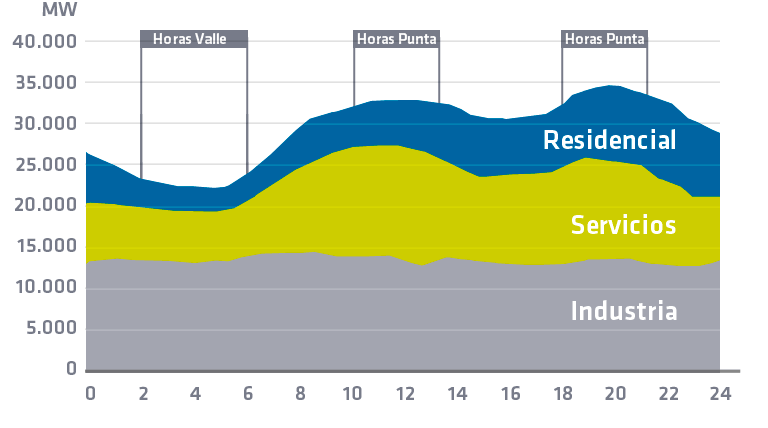 MW
Horas Valle
Horas Punta
Horas Punta
40.000
35.000
30.000
25.000
20.000
15.000
10.000
5.000
0
Residencial
Servicios
Industria
0 2 4 6 8 10 12 14 16 18 20 22 24